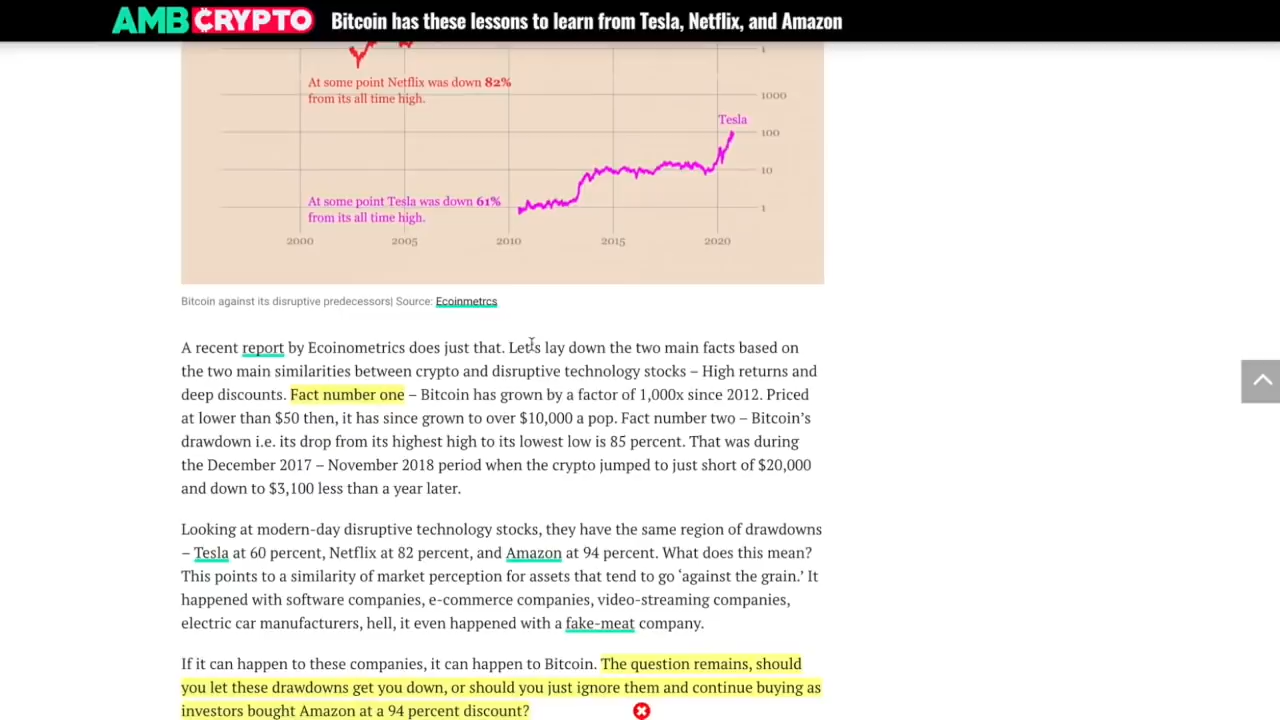 AMBCRYPTO Bitcoin has these lessons to learn from Tesla, Netflix, and Amazon
1
At some point Netflix was down 82%
from its all time high.
1000
Tesla
100
10
At some point Tesla was down 61%
from its all time high.
1
2000 2005 2010 2015 2020
Bitcoin against its disruptive predecessors| Source: Ecoinmetrcs
A recent report by Ecoinometrics does just that. Let's lay down the two main facts based on
the two main similarities between crypto and disruptive technology stocks – High returns and
deep discounts. Fact number one – Bitcoin has grown by a factor of 1,000x since 2012. Priced
at lower than $50 then, it has since grown to over $10,000 a pop. Fact number two – Bitcoin's
drawdown i.e. its drop from its highest high to its lowest low is 85 percent. That was during
the December 2017 – November 2018 period when the crypto jumped to just short of $20,000
and down to $3,100 less than a year later.
Looking at modern-day disruptive technology stocks, they have the same region of drawdowns
– Tesla at 60 percent, Netflix at 82 percent, and Amazon at 94 percent. What does this mean?
This points to a similarity of market perception for assets that tend to go 'against the grain.' It
happened with software companies, e-commerce companies, video-streaming companies,
electric car manufacturers, hell, it even happened with a fake-meat company.
If it can happen to these companies, it can happen to Bitcoin. The question remains, should
you let these drawdowns get you down, or should you just ignore them and continue buying as
investors bought Amazon at a 94 percent discount?